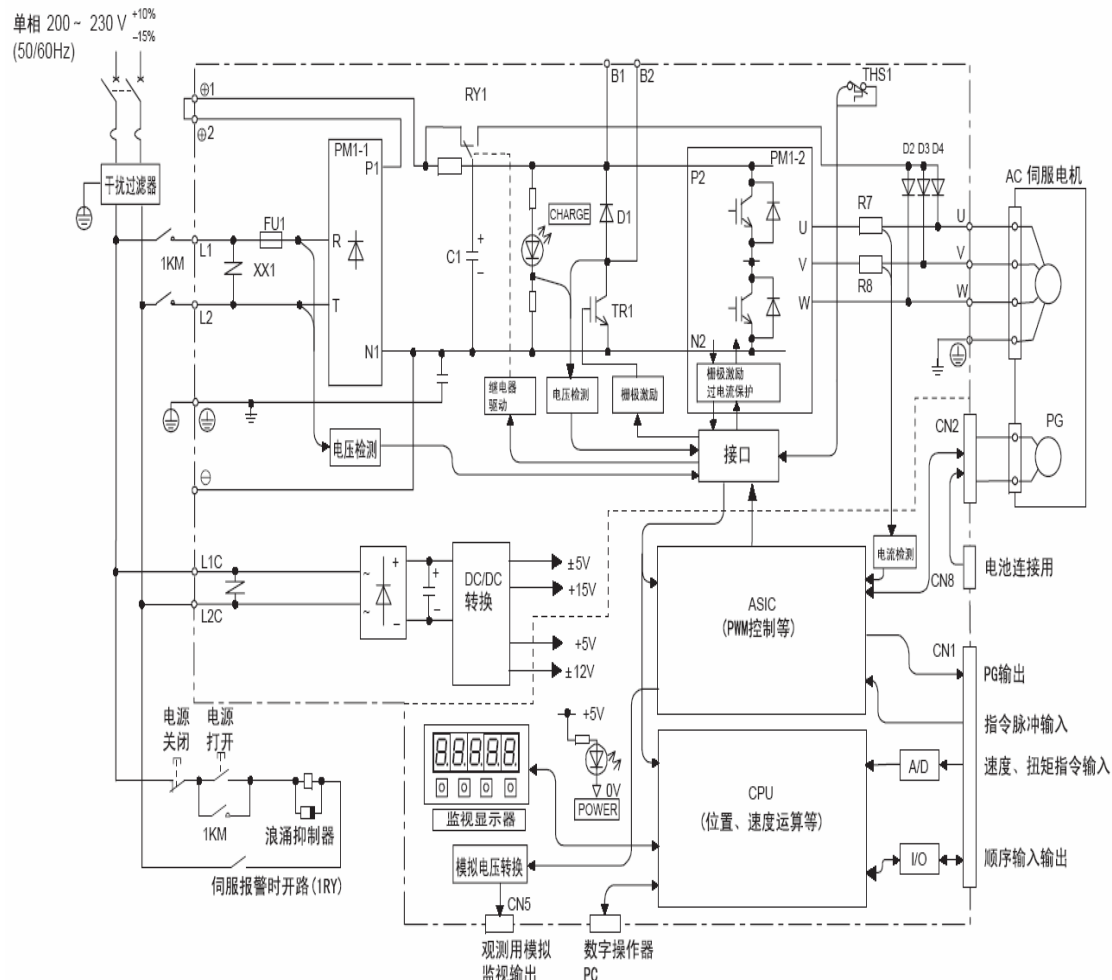 单相 200 ~ 230 V +10% -15%
(50/60Hz)
干扰过滤器
1KM
L1
L2
FU1
XX1
⊕1
⊕2
PM1-1
P1
R
T
N1
RY1
C1
+
−
CHARGE
D1
TR1
B1
B2
THS1
PM1-2
P2
N2
U
V
W
栅极激励
过电流保护
D2 D3 D4
R7
R8
U
V
W
AC 伺服电机
PG
继电器
驱动
电压检测
栅极激励
接口
电压检测
⊖
CN2
电流检测
CN8
电池连接用
L1C
L2C
~
~
+
−
+
−
DC/DC
转换
±5V
+15V
+5V
±12V
ASIC
(PWM控制等)
CN1
PG输出
指令脉冲输入
A/D
速度、扭矩指令输入
CPU
(位置、速度运算等)
I/O
顺序输入输出
电源
关闭
电源
打开
1KM
浪涌抑制器
伺服报警时开路(1RY)
8.8.8.8.8.
监视显示器
+5V
0V
POWER
模拟电压转换
CN5
观测用模拟
监视输出
数字操作器
PC